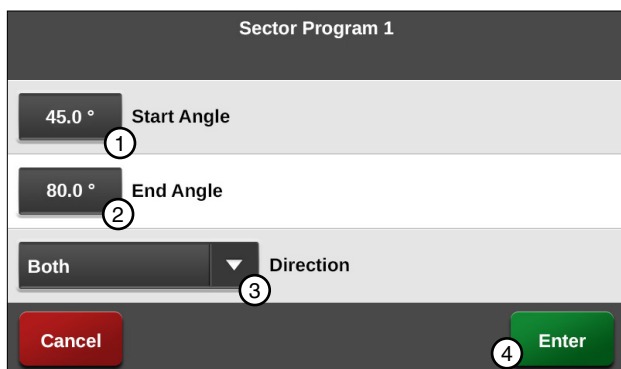 Sector Program 1
45.0 ° Start Angle
1
80.0 ° End Angle
2
Both Direction
3
Cancel 4 Enter